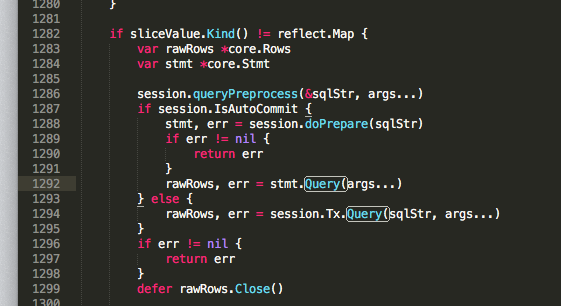 1280 }
1281
1282 if sliceValue.Kind() != reflect.Map {
1283 var rawRows *core.Rows
1284 var stmt *core.Stmt
1285
1286 session.queryPreprocess(&sqlStr, args...)
1287 if session.IsAutoCommit {
1288 stmt, err = session.doPrepare(sqlStr)
1289 if err != nil {
1290 return err
1291 }
1292 rawRows, err = stmt.Query(args...)
1293 } else {
1294 rawRows, err = session.Tx.Query(sqlStr, args...)
1295 }
1296 if err != nil {
1297 return err
1298 }
1299 defer rawRows.Close()
1300